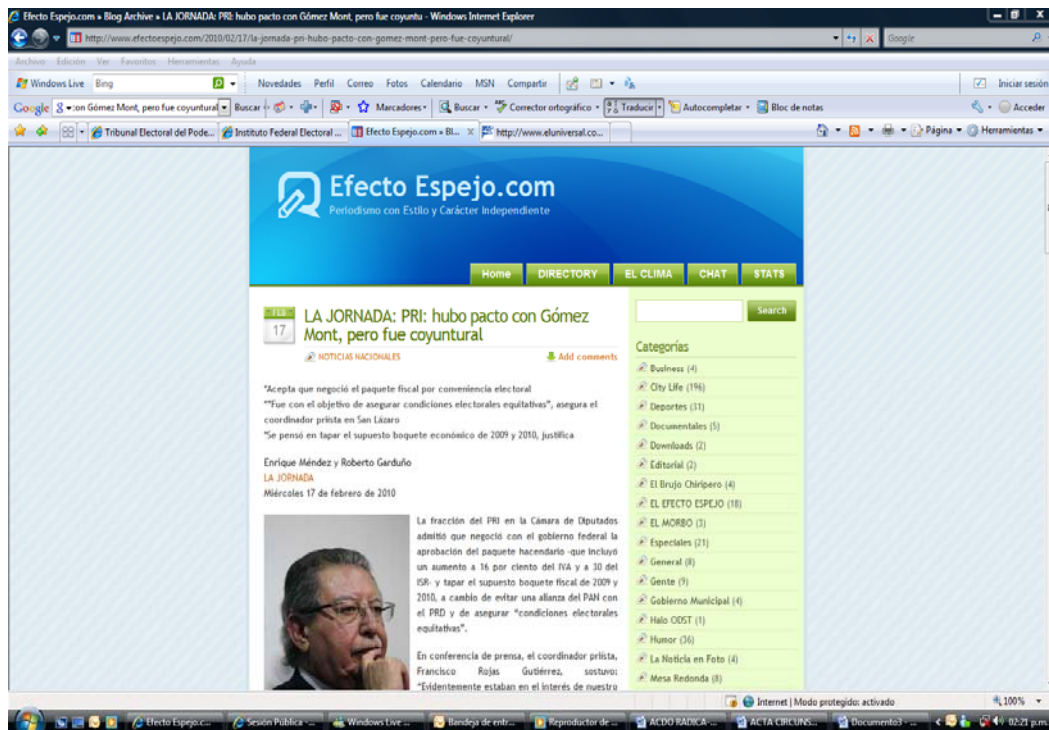 Efecto Espejo.com » Blog Archive » LA JORNADA: PRI: hubo pacto con Gómez Mont, pero fue coyuntu - Windows Internet Explorer
http://www.efectoespejo.com/2010/02/17/la-jornada-pri-hubo-pacto-con-gomez-mont-pero-fue-coyuntural/
Google
Archivo Edición Ver Favoritos Herramientas Ayuda
Windows Live Bing Novedades Perfil Correo Fotos Calendario MSN Compartir Iniciar sesión
Google con Gómez Mont, pero fue coyuntural Buscar Marcadores Buscar Corrector ortográfico Traducir Autocompletar Bloc de notas Acceder
Tribunal Electoral del Pode... Instituto Federal Electoral ... Efecto Espejo.com » Bl... http://www.eluniversal.co... Página Herramientas
Efecto Espejo.com
Periodismo con Estilo y Carácter Independiente
Home DIRECTORY EL CLIMA CHAT STATS
FEB
17
LA JORNADA: PRI: hubo pacto con Gómez
Mont, pero fue coyuntural
NOTICIAS NACIONALES Add comments
*Acepta que negoció el paquete fiscal por conveniencia electoral
*"Fue con el objetivo de asegurar condiciones electorales equitativas", asegura el
coordinador priísta en San Lázaro
*Se pensó en tapar el supuesto boquete económico de 2009 y 2010, justifica
Enrique Méndez y Roberto Garduño
LA JORNADA
Miércoles 17 de febrero de 2010
La fracción del PRI en la Cámara de Diputados
admitió que negoció con el gobierno federal la
aprobación del paquete hacendario -que incluyó
un aumento a 16 por ciento del IVA y a 30 del
ISR- y tapar el supuesto boquete fiscal de 2009 y
2010, a cambio de evitar una alianza del PAN con
el PRD y de asegurar "condiciones electorales
equitativas".
En conferencia de prensa, el coordinador priísta,
Francisco Rojas Gutiérrez, sostuvo:
"Evidentemente estaban en el interés de nuestro
Search
Categorías
Business (4)
City Life (196)
Deportes (31)
Documentales (5)
Downloads (2)
Editorial (2)
El Brujo Chiripero (4)
EL EFECTO ESPEJO (18)
EL MORBO (3)
Especiales (21)
General (8)
Gente (9)
Gobierno Municipal (4)
Halo ODST (1)
Humor (36)
La Noticia en Foto (4)
Mesa Redonda (8)
Internet | Modo protegido: activado 100%
Efecto Espejo.c... Sesión Pública -... Windows Live ... Bandeja de entr... Reproductor de ... ACDO RADICA-... ACTA CIRCUNS... Documento3 - ... 02:21 p.m.